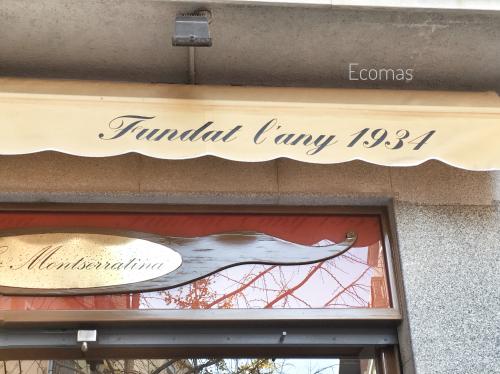 Ecomas
Fundat l'any 1934
Montserratina